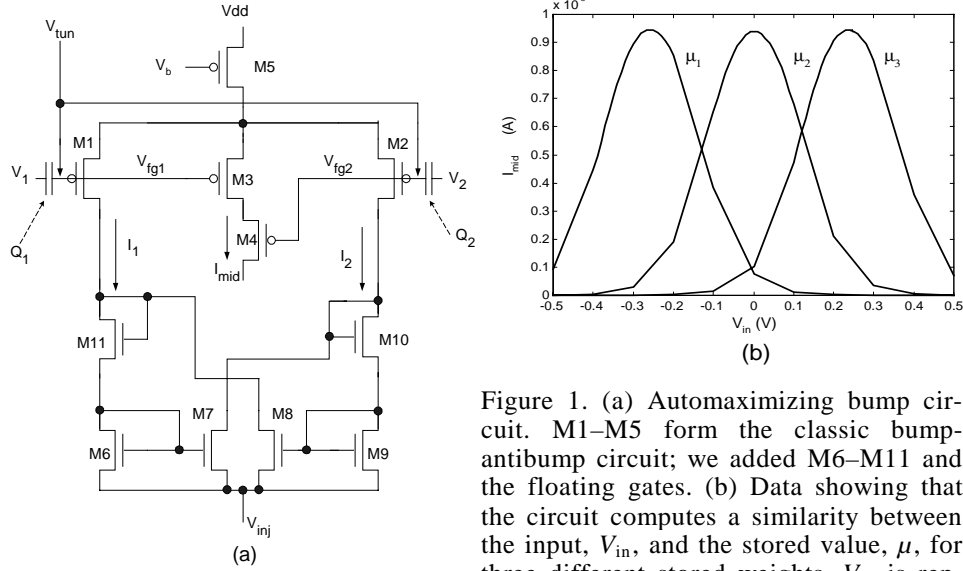 Vdd
V_tun
V_b
M5
M1
M2
V_1
V_fg1
V_fg2
V_2
M3
M4
Q_1
Q_2
I_1
I_mid
I_2
M11
M10
M7
M8
M6
M9
V_inj
(a)
1
0.9
0.8
0.7
0.6
0.5
0.4
0.3
0.2
0.1
0
I_mid (A)
μ_1
μ_2
μ_3
-0.5 -0.4 -0.3 -0.2 -0.1 0 0.1 0.2 0.3 0.4 0.5
V_in (V)
(b)
Figure 1. (a) Automaximizing bump cir-
cuit. M1–M5 form the classic bump-
antibump circuit; we added M6–M11 and
the floating gates. (b) Data showing that
the circuit computes a similarity between
the input, V_in, and the stored value, μ, for